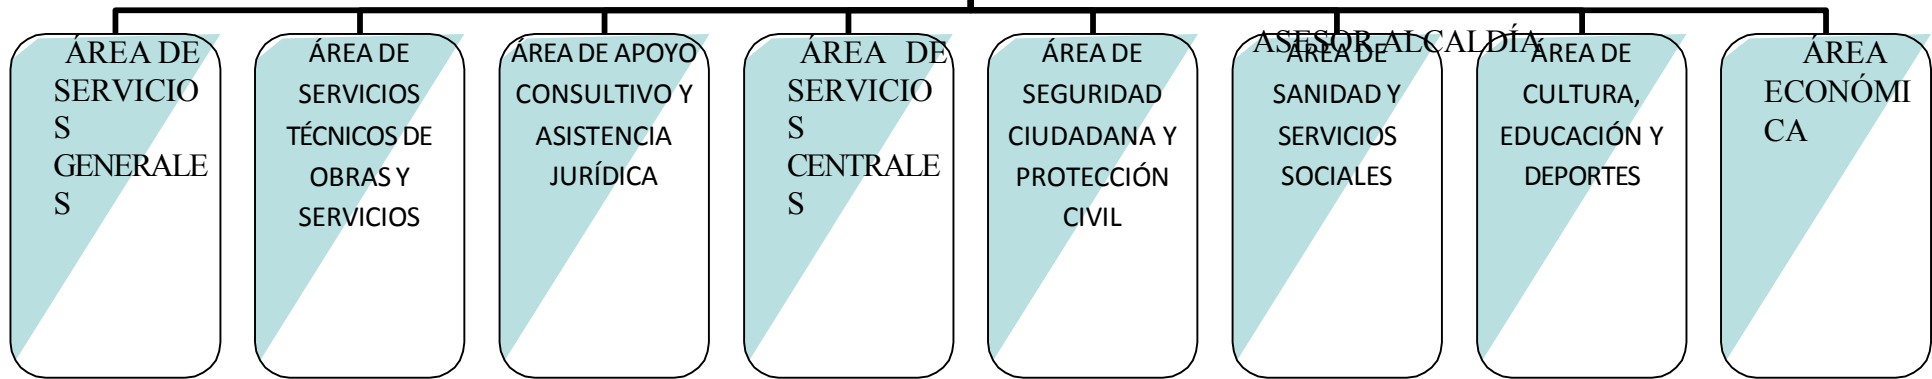 ÁREA DE
SERVICIO
S
GENERALE
S
ÁREA DE
SERVICIOS
TÉCNICOS DE
OBRAS Y
SERVICIOS
ÁREA DE APOYO
CONSULTIVO Y
ASISTENCIA
JURÍDICA
ÁREA DE
SERVICIO
S
CENTRALE
S
ÁREA DE
SEGURIDAD
CIUDADANA Y
PROTECCIÓN
CIVIL
ASESOR ALCALDÍA
ÁREA DE
SANIDAD Y
SERVICIOS
SOCIALES
ÁREA DE
CULTURA,
EDUCACIÓN Y
DEPORTES
ÁREA
ECONÓMI
CA